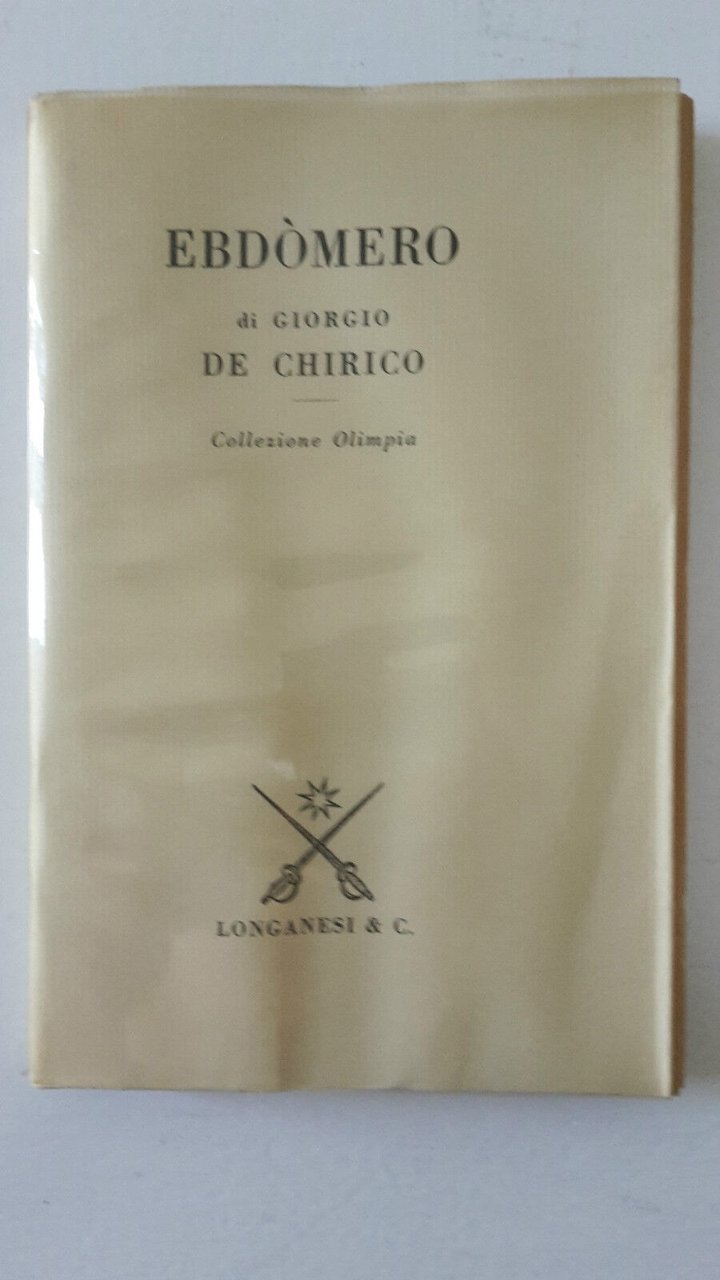 EBDÒMERO
di GIORGIO
DE CHIRICO
Collezione Olimpia
LONGANESI & C.